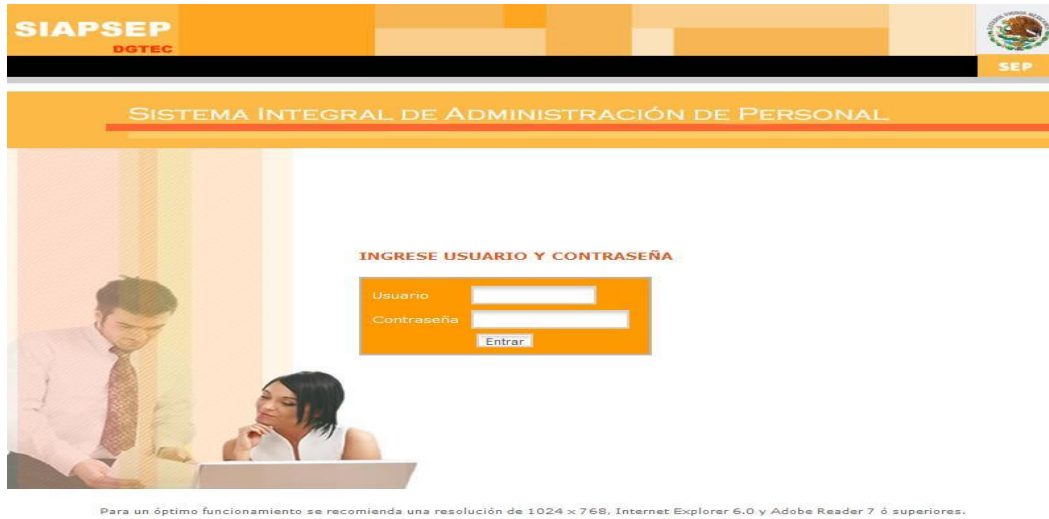 SIAPSEP
DGTEC
SEP
SISTEMA INTEGRAL DE ADMINISTRACIÓN DE PERSONAL
INGRESE USUARIO Y CONTRASEÑA
Usuario
Contraseña
Entrar
Para un óptimo funcionamiento se recomienda una resolución de 1024 x 768, Internet Explorer 6.0 y Adobe Reader 7 ó superiores.